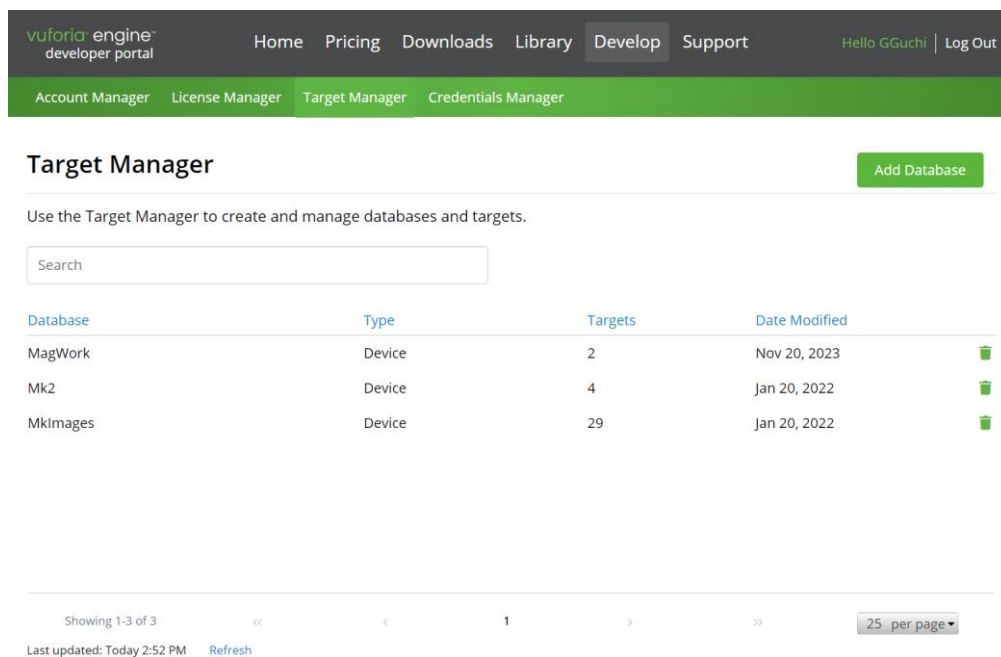 vuforia engine™
developer portal
Home Pricing Downloads Library Develop Support
Hello GGuchi | Log Out
Account Manager License Manager Target Manager Credentials Manager
Target Manager
Add Database
Use the Target Manager to create and manage databases and targets.
Search
Database Type Targets Date Modified
MagWork Device 2 Nov 20, 2023
Mk2 Device 4 Jan 20, 2022
MkImages Device 29 Jan 20, 2022
Showing 1-3 of 3 << < 1 > >> 25 per page
Last updated: Today 2:52 PM Refresh